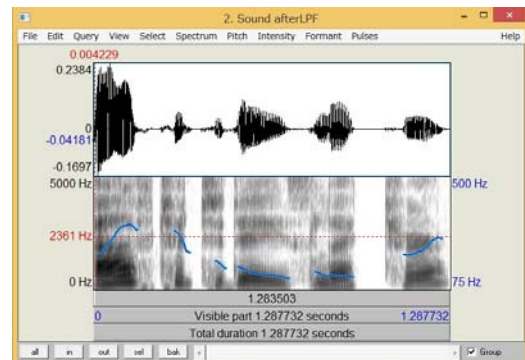 2. Sound afterLPF
File Edit Query View Select Spectrum Pitch Intensity Formant Pulses Help
0.004229
0.2384
0
-0.04181
-0.1697
5000 Hz 500 Hz
2361 Hz
0 Hz 75 Hz
1.283503
0 Visible part 1.287732 seconds 1.287732
Total duration 1.287732 seconds
all in out sel bak Group